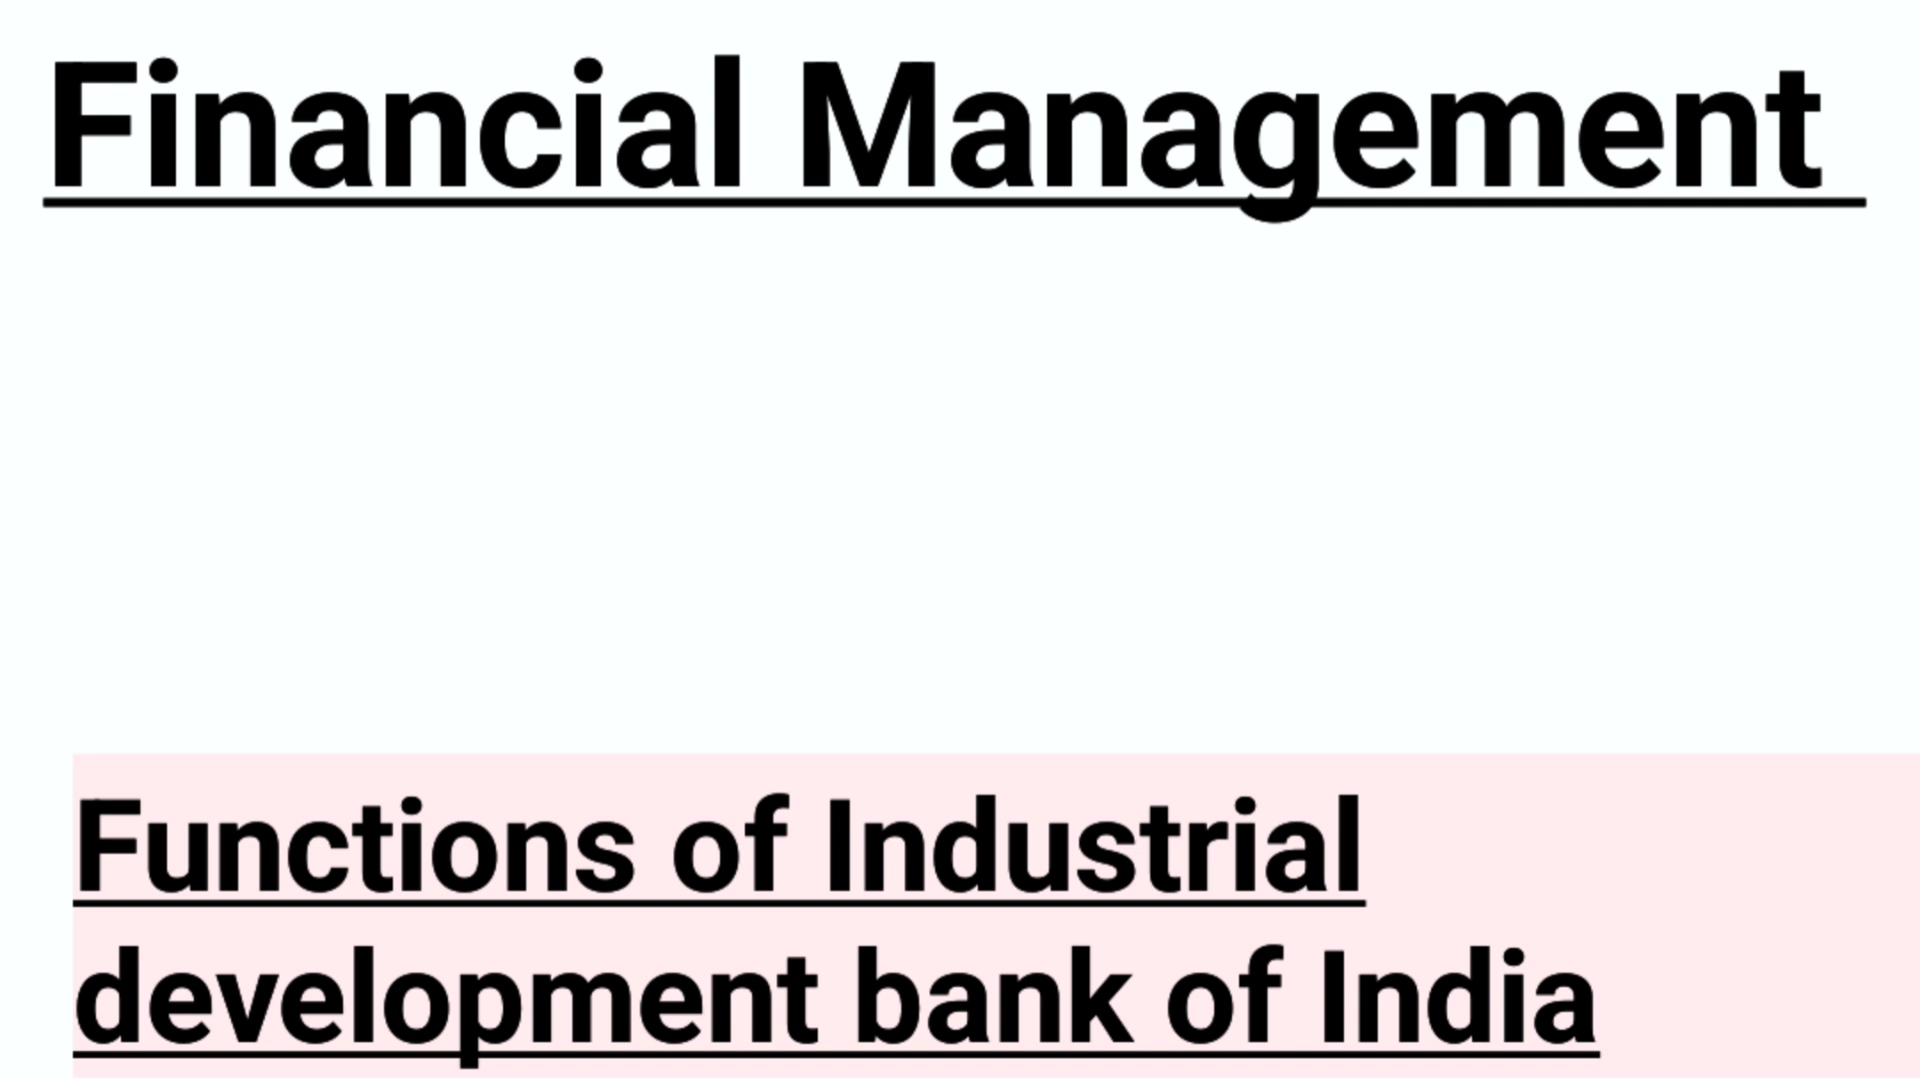 Financial Management
Functions of Industrial
development bank of India